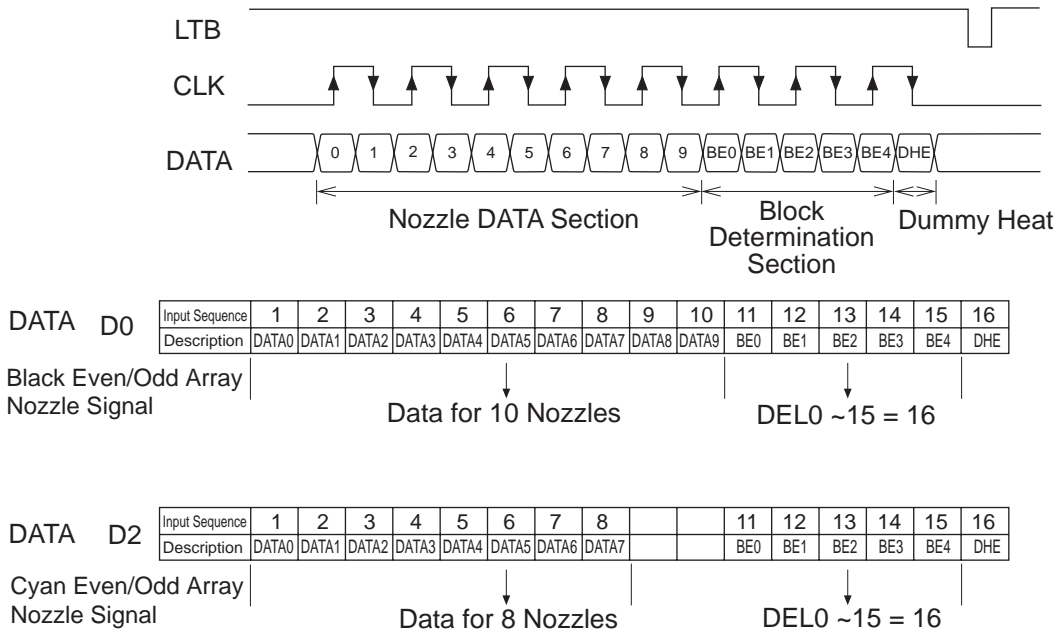 LTB
CLK
DATA 0 1 2 3 4 5 6 7 8 9 BE0 BE1 BE2 BE3 BE4 DHE
Nozzle DATA Section
Block
Determination
Section
Dummy Heat
DATA D0
Input Sequence 1 2 3 4 5 6 7 8 9 10 11 12 13 14 15 16
Description DATA0 DATA1 DATA2 DATA3 DATA4 DATA5 DATA6 DATA7 DATA8 DATA9 BE0 BE1 BE2 BE3 BE4 DHE
Black Even/Odd Array
Nozzle Signal
Data for 10 Nozzles
DEL0 ~15 = 16
DATA D2
Input Sequence 1 2 3 4 5 6 7 8 11 12 13 14 15 16
Description DATA0 DATA1 DATA2 DATA3 DATA4 DATA5 DATA6 DATA7 BE0 BE1 BE2 BE3 BE4 DHE
Cyan Even/Odd Array
Nozzle Signal
Data for 8 Nozzles
DEL0 ~15 = 16